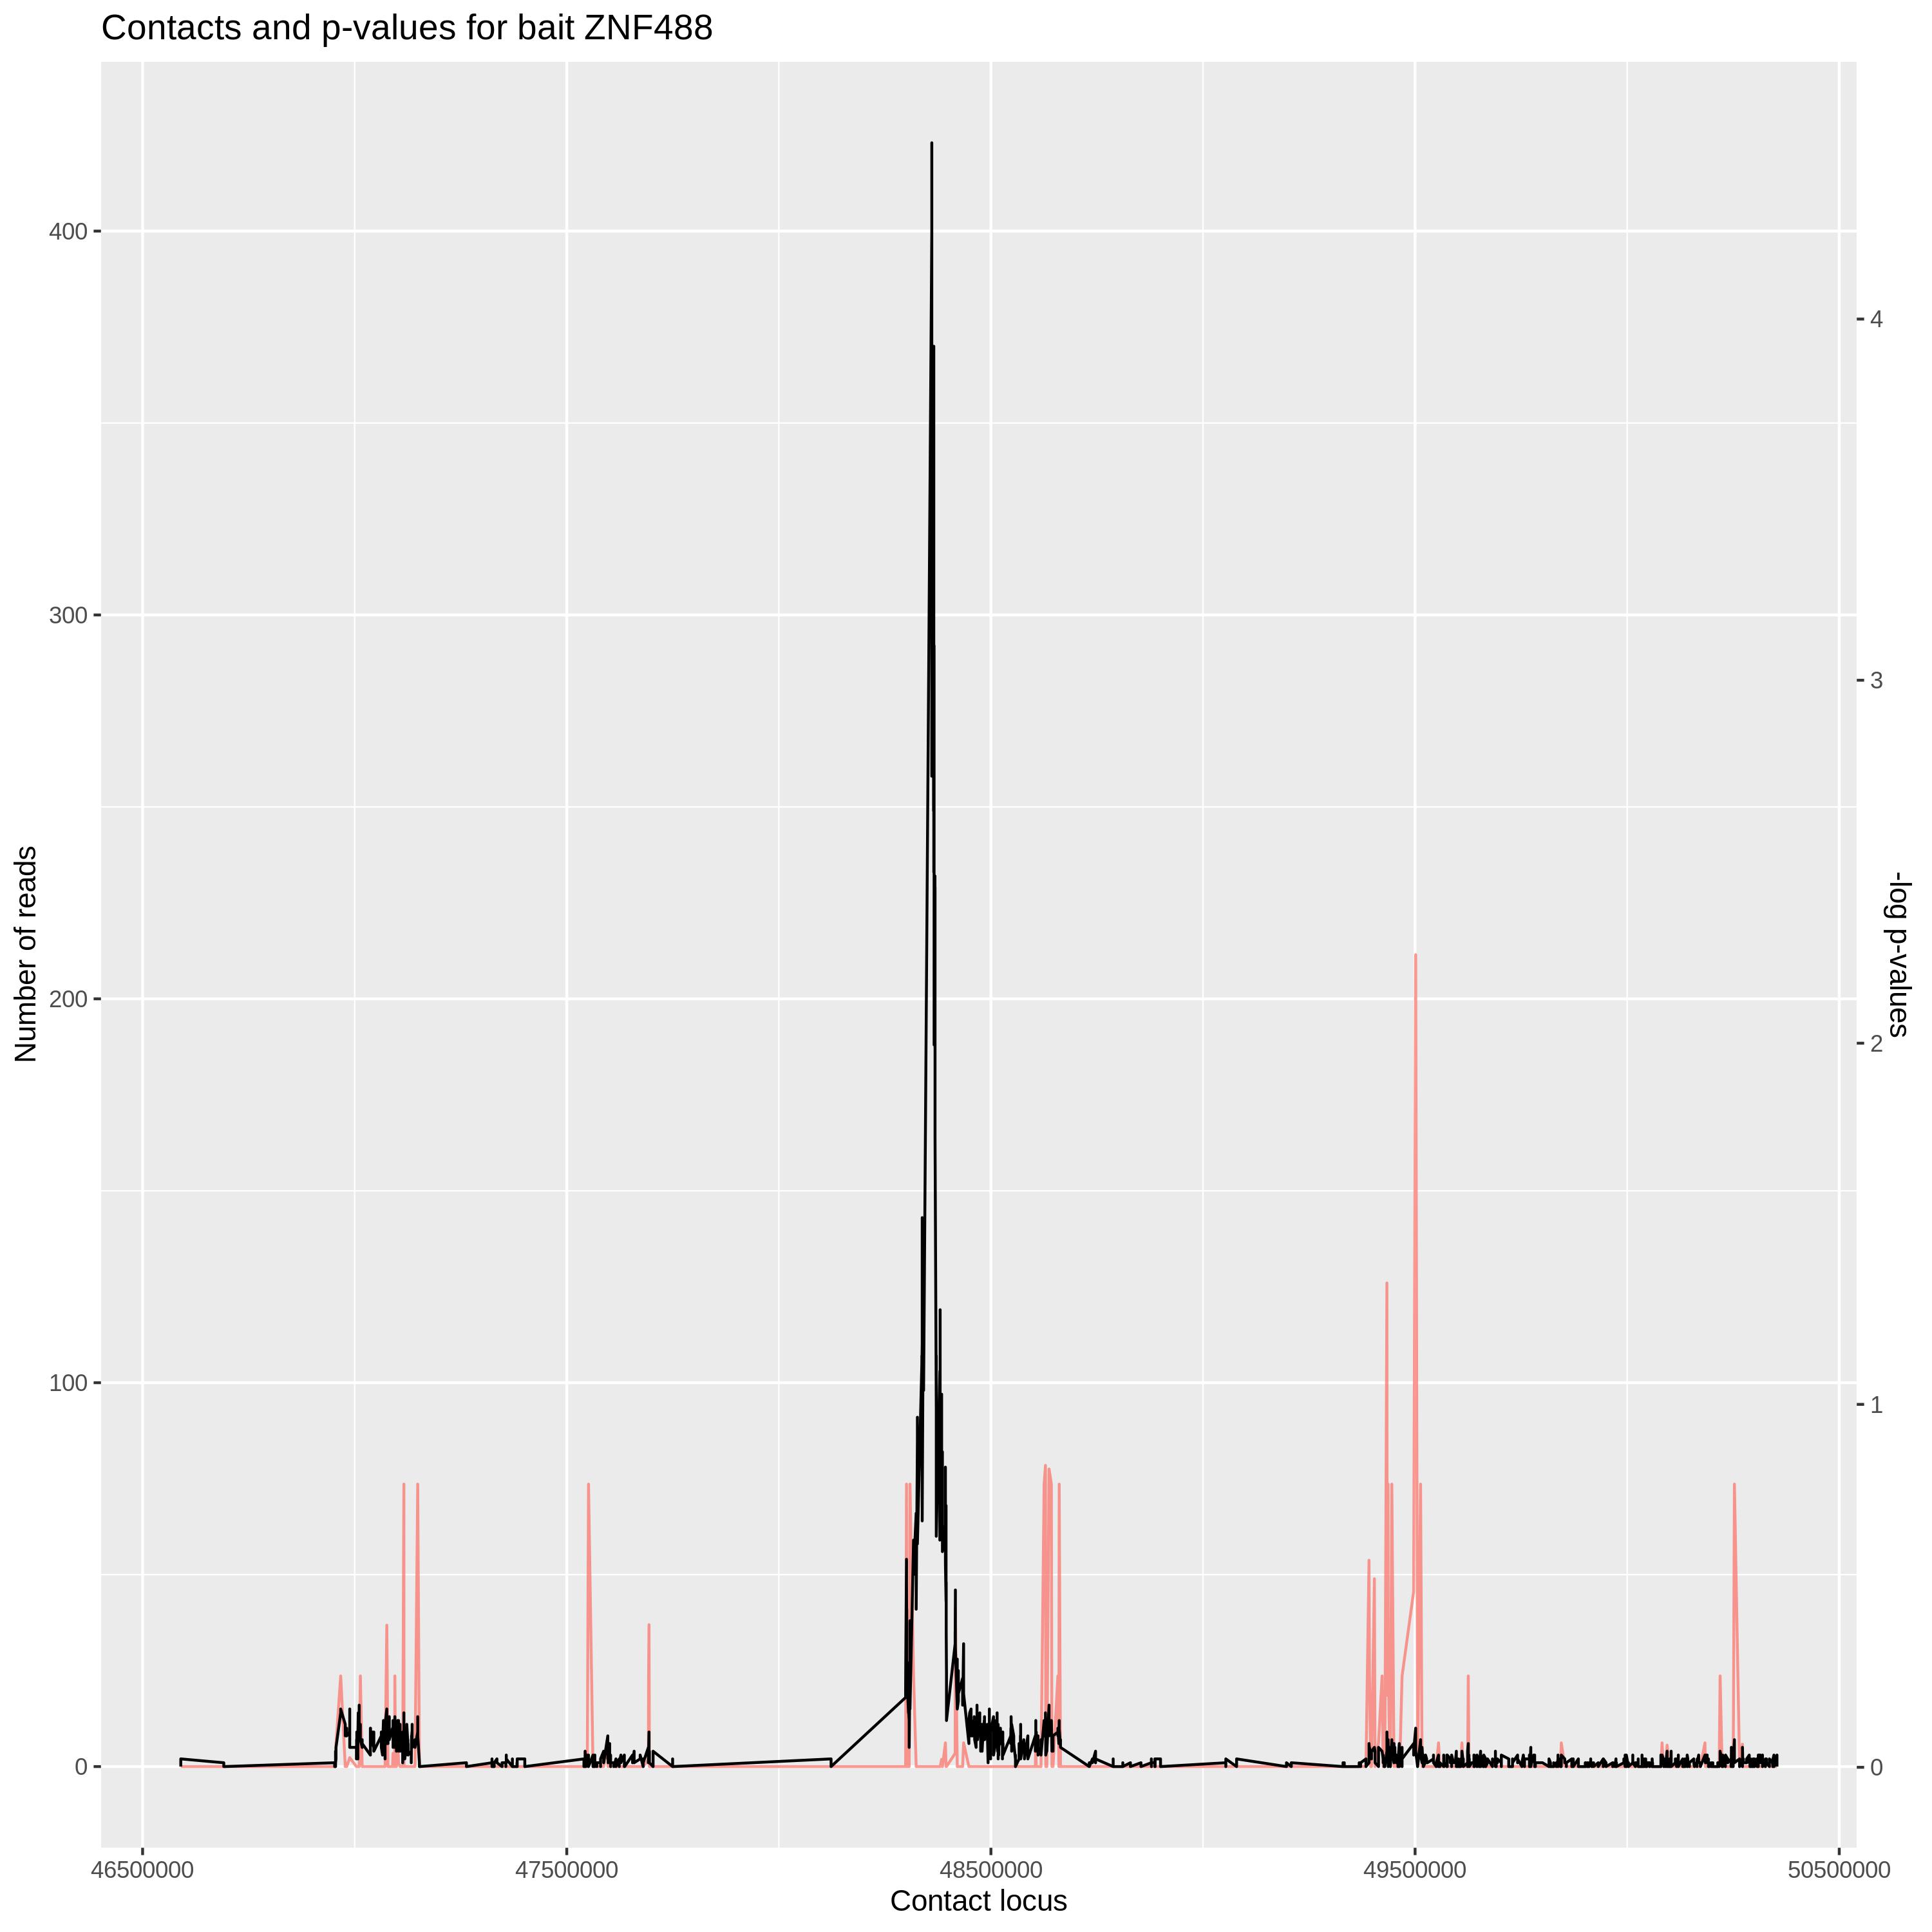 Contacts and p-values for bait ZNF488
400
300
200
100
0
4
3
2
1
0
Number of reads
-log p-values
46500000 47500000 48500000 49500000 50500000
Contact locus